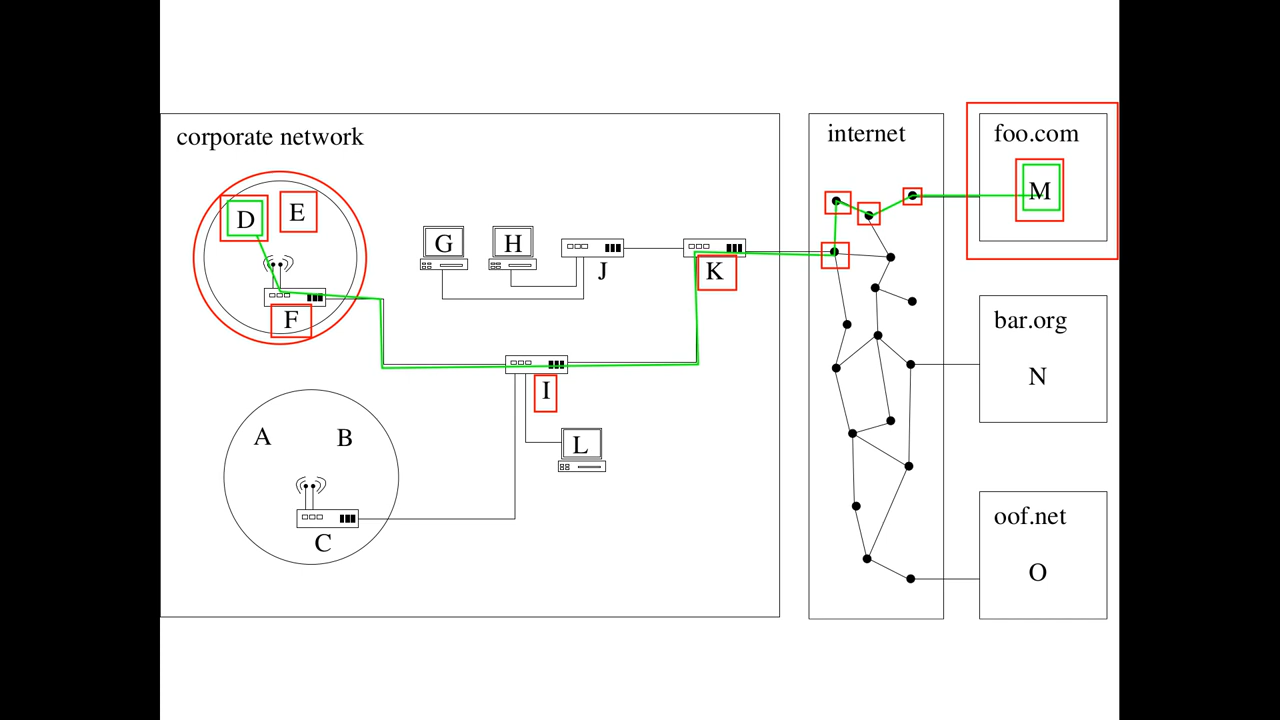 corporate network
internet
foo.com
M
D
E
G
H
J
K
F
bar.org
N
I
A
B
L
C
oof.net
O